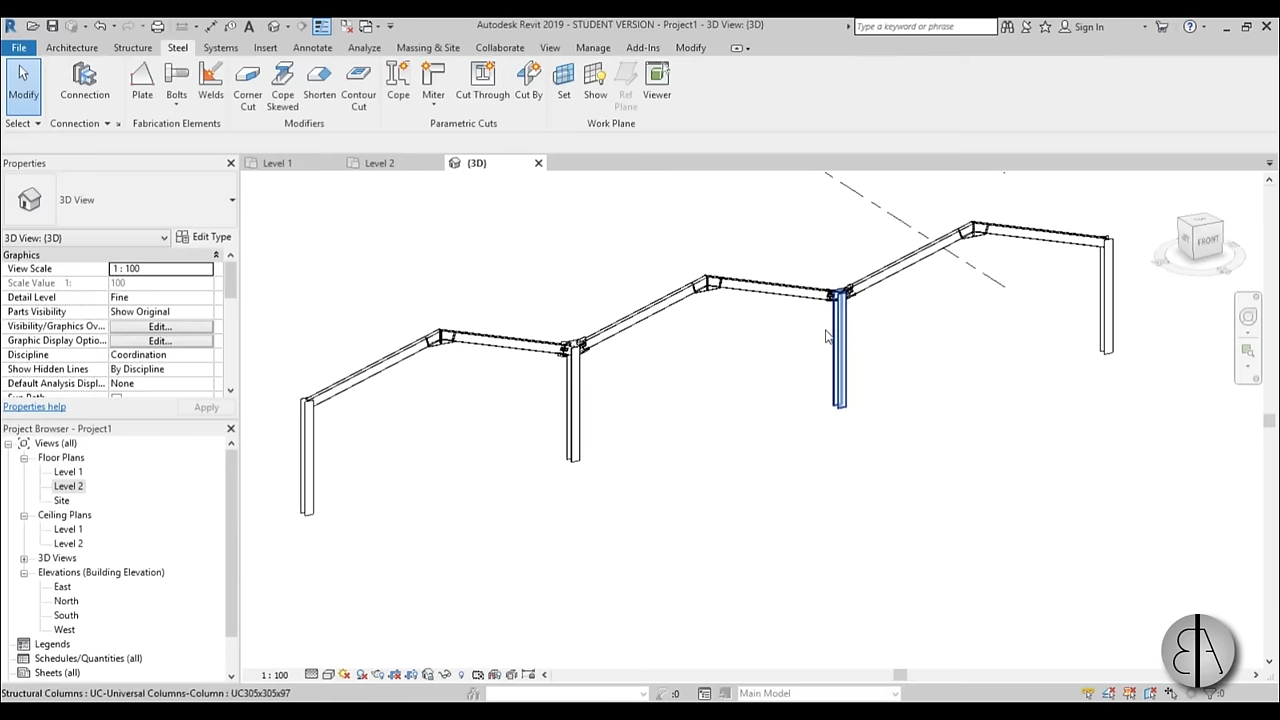 Autodesk Revit 2019 - STUDENT VERSION - Project1 - 3D View: {3D}
Type a keyword or phrase
Sign In
File Architecture Structure Steel Systems Insert Annotate Analyze Massing & Site Collaborate View Manage Add-Ins Modify
Modify Connection Plate Bolts Welds Corner Cut Cope Skewed Shorten Contour Cut Cope Miter Cut Through Cut By Set Show Ref Plane Viewer
Select Connection Fabrication Elements Modifiers Parametric Cuts Work Plane
Properties
Level 1 Level 2 {3D}
3D View
3D View: {3D} Edit Type
Graphics
View Scale 1 : 100
Scale Value 1: 100
Detail Level Fine
Parts Visibility Show Original
Visibility/Graphics Ov... Edit...
Graphic Display Optio... Edit...
Discipline Coordination
Show Hidden Lines By Discipline
Default Analysis Displ... None
Properties help Apply
Project Browser - Project1
Views (all)
Floor Plans
Level 1
Level 2
Site
Ceiling Plans
Level 1
Level 2
3D Views
Elevations (Building Elevation)
East
North
South
West
Legends
Schedules/Quantities (all)
Sheets (all)
FRONT
1 : 100
Structural Columns : UC-Universal Columns-Column : UC305x305x97
:0
Main Model
:0